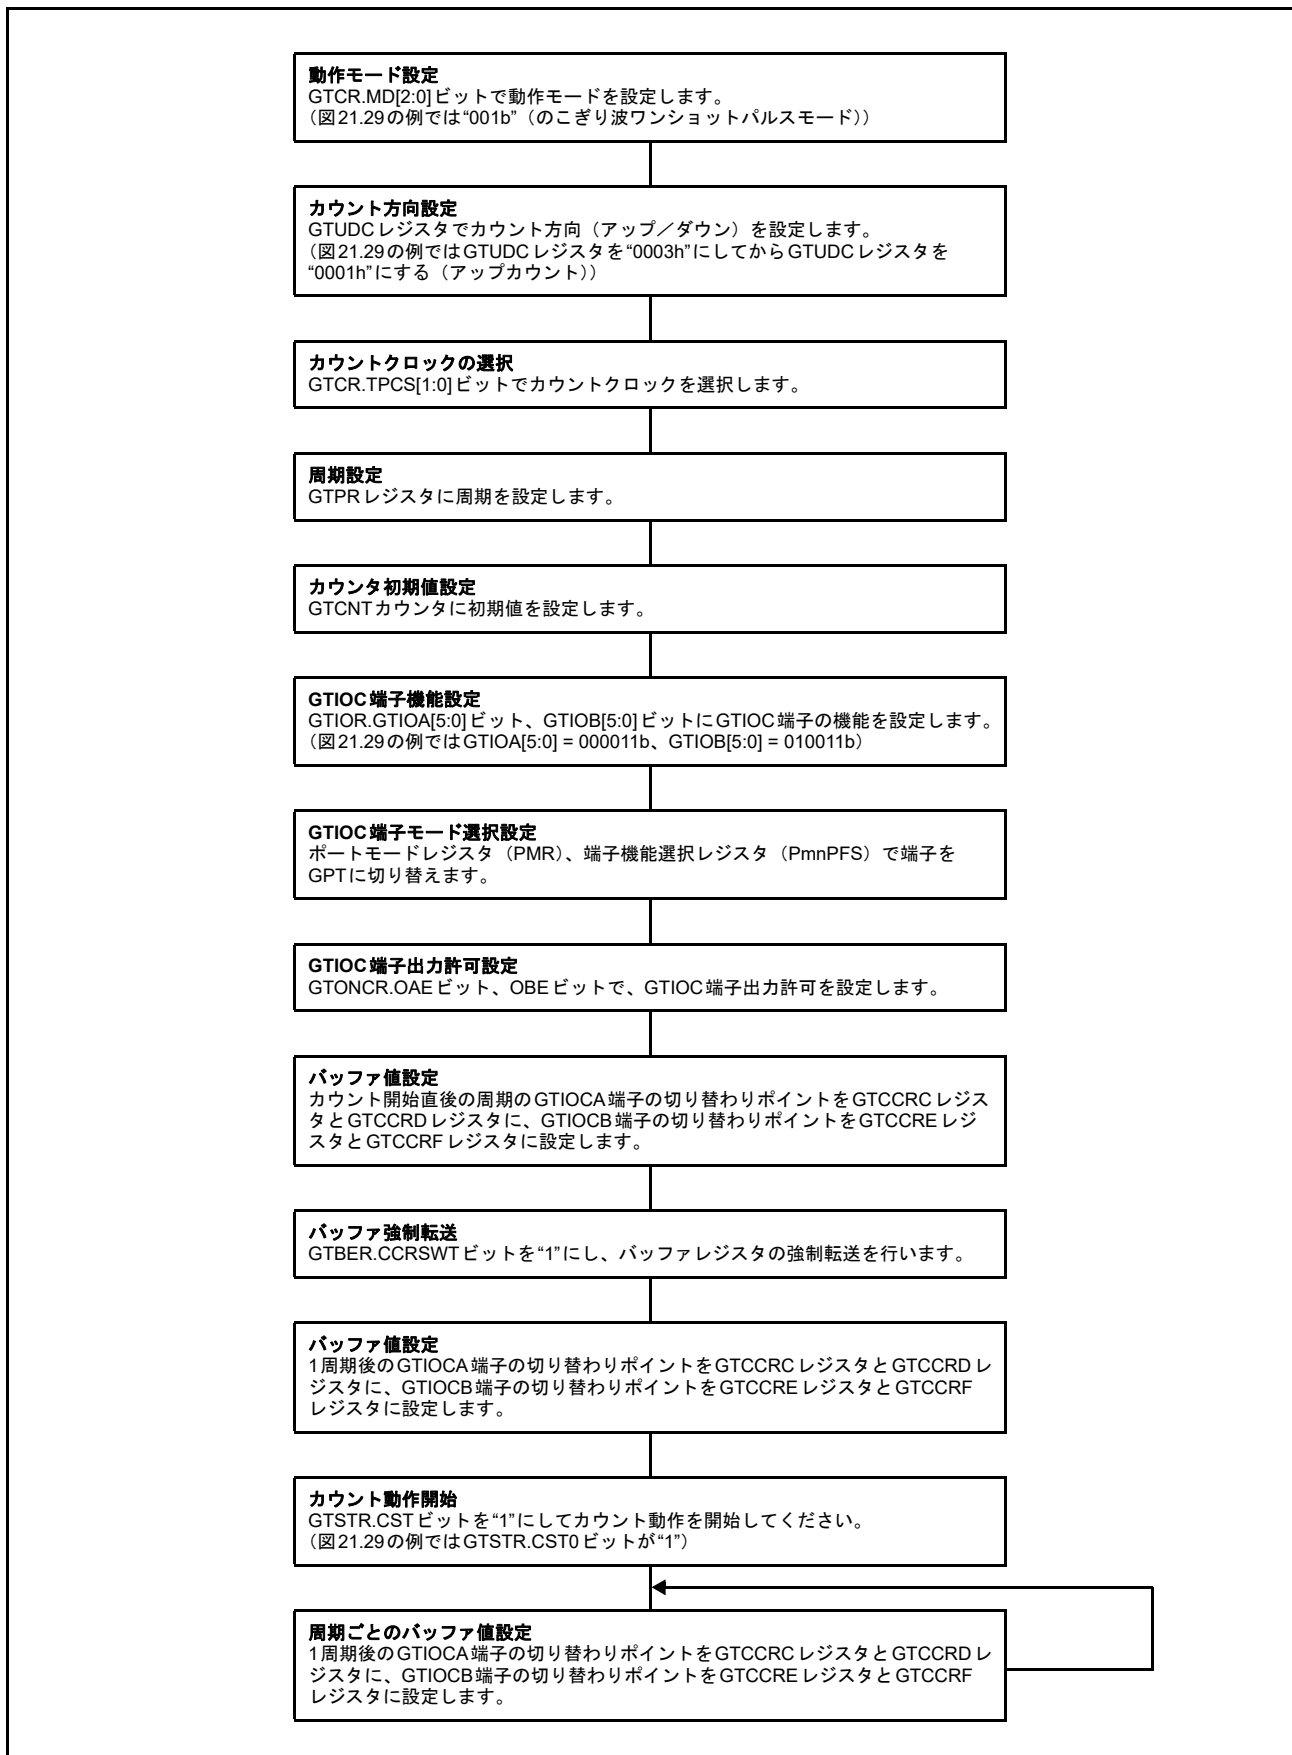 動作モード設定
GTCR.MD[2:0]ビットで動作モードを設定します。
（図21.29の例では“001b”（のこぎり波ワンショットパルスモード））
カウント方向設定
GTUDCレジスタでカウント方向（アップ／ダウン）を設定します。
（図21.29の例ではGTUDCレジスタを“0003h”にしてからGTUDCレジスタを
“0001h”にする（アップカウント））
カウントクロックの選択
GTCR.TPCS[1:0]ビットでカウントクロックを選択します。
周期設定
GTPRレジスタに周期を設定します。
カウンタ初期値設定
GTCNTカウンタに初期値を設定します。
GTIOC端子機能設定
GTIOR.GTIOA[5:0]ビット、GTIOB[5:0]ビットにGTIOC端子の機能を設定します。
（図21.29の例ではGTIOA[5:0] = 000011b、GTIOB[5:0] = 010011b）
GTIOC端子モード選択設定
ポートモードレジスタ（PMR）、端子機能選択レジスタ（PmnPFS）で端子を
GPTに切り替えます。
GTIOC端子出力許可設定
GTONCR.OAEビット、OBEビットで、GTIOC端子出力許可を設定します。
バッファ値設定
カウント開始直後の周期のGTIOCA端子の切り替わりポイントをGTCCRCレジス
タとGTCCRDレジスタに、GTIOCB端子の切り替わりポイントをGTCCREレジ
スタとGTCCRFレジスタに設定します。
バッファ強制転送
GTBER.CCRSWTビットを“1”にし、バッファレジスタの強制転送を行います。
バッファ値設定
1周期後のGTIOCA端子の切り替わりポイントをGTCCRCレジスタとGTCCRDレ
ジスタに、GTIOCB端子の切り替わりポイントをGTCCREレジスタとGTCCRF
レジスタに設定します。
カウント動作開始
GTSTR.CSTビットを“1”にしてカウント動作を開始してください。
（図21.29の例ではGTSTR.CST0ビットが“1”）
周期ごとのバッファ値設定
1周期後のGTIOCA端子の切り替わりポイントをGTCCRCレジスタとGTCCRDレ
ジスタに、GTIOCB端子の切り替わりポイントをGTCCREレジスタとGTCCRF
レジスタに設定します。